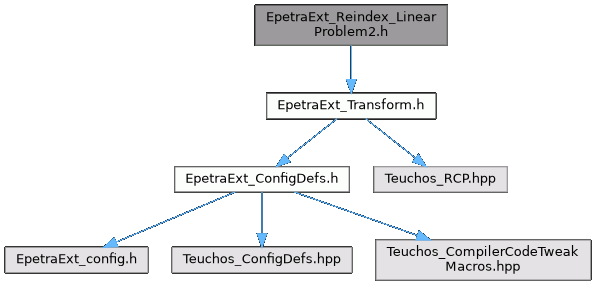 EpetraExt_Reindex_Linear
Problem2.h
EpetraExt_Transform.h
EpetraExt_ConfigDefs.h
Teuchos_RCP.hpp
EpetraExt_config.h
Teuchos_ConfigDefs.hpp
Teuchos_CompilerCodeTweak
Macros.hpp